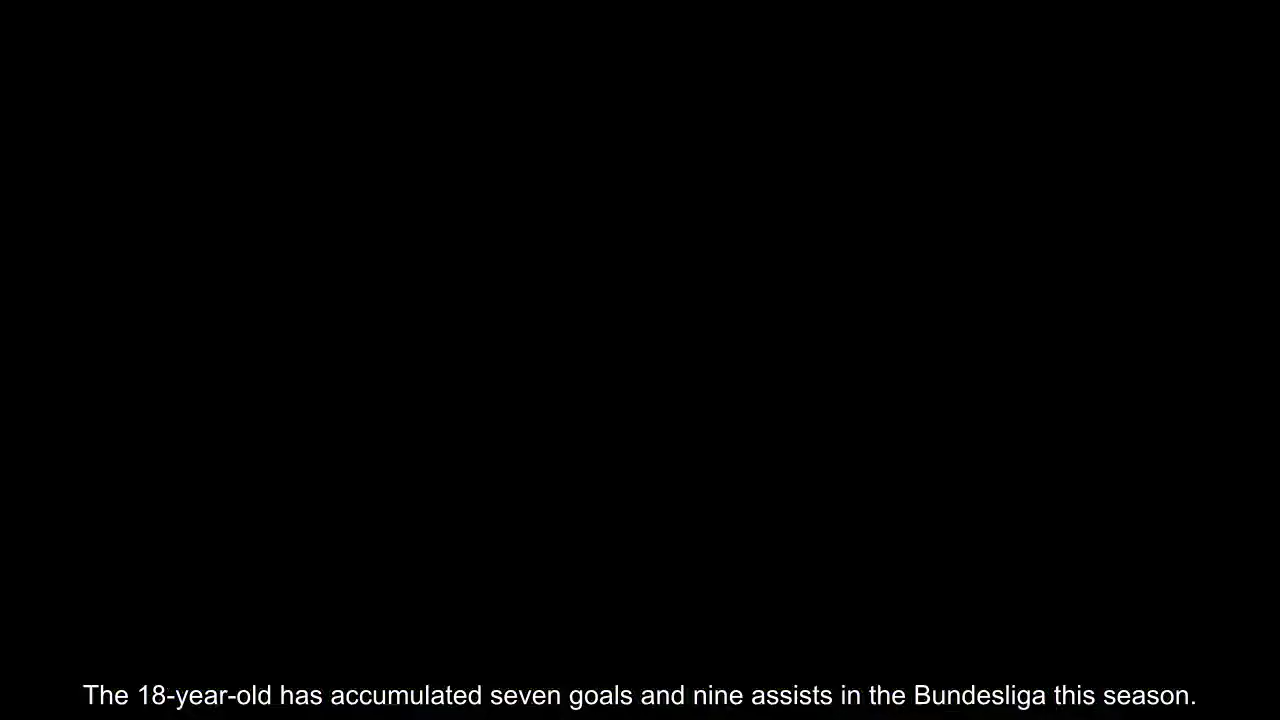 The 18-year-old has accumulated seven goals and nine assists in the Bundesliga this season.